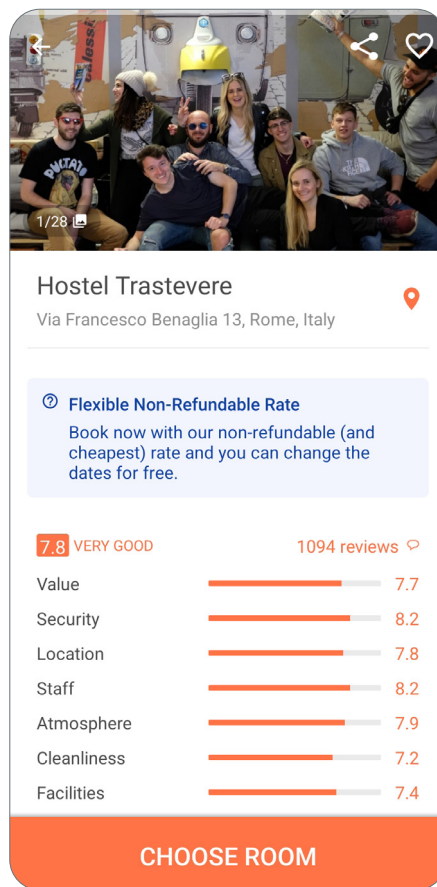 1/28
Hostel Trastevere
Via Francesco Benaglia 13, Rome, Italy
Flexible Non-Refundable Rate
Book now with our non-refundable (and
cheapest) rate and you can change the
dates for free.
7.8 VERY GOOD 1094 reviews
Value 7.7
Security 8.2
Location 7.8
Staff 8.2
Atmosphere 7.9
Cleanliness 7.2
Facilities 7.4
CHOOSE ROOM